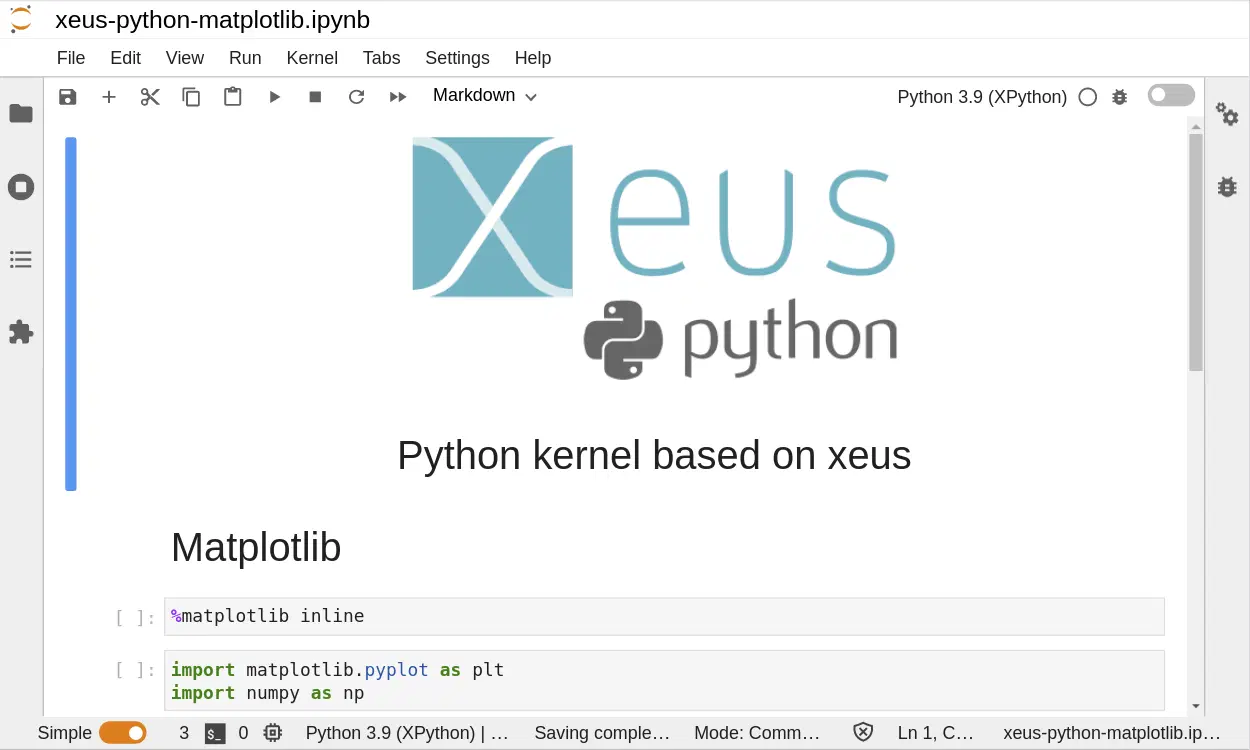 xeus-python-matplotlib.ipynb
File Edit View Run Kernel Tabs Settings Help
Markdown
Python 3.9 (XPython)
xeus
python
Python kernel based on xeus
Matplotlib
[ ]: %matplotlib inline
[ ]: import matplotlib.pyplot as plt
import numpy as np
Simple 3 $_ 0 Python 3.9 (XPython) | … Saving comple… Mode: Comm… Ln 1, C… xeus-python-matplotlib.ip…